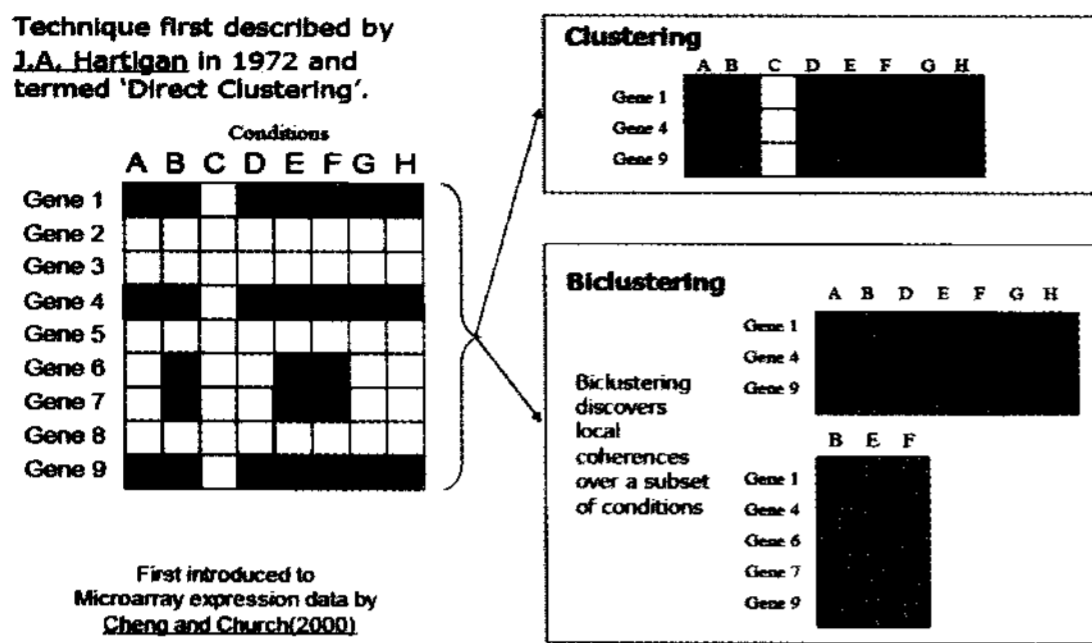 Technique first described by
J.A. Hartigan in 1972 and
termed 'Direct Clustering'.
Conditions
A B C D E F G H
Gene 1
Gene 2
Gene 3
Gene 4
Gene 5
Gene 6
Gene 7
Gene 8
Gene 9
First introduced to
Microarray expression data by
Cheng and Church(2000)
Clustering
A B C D E F G H
Gene 1
Gene 4
Gene 9
Biclustering
Biclustering
discovers
local
coherences
over a subset
of conditions
A B D E F G H
Gene 1
Gene 4
Gene 9
B E F
Gene 1
Gene 4
Gene 6
Gene 7
Gene 9